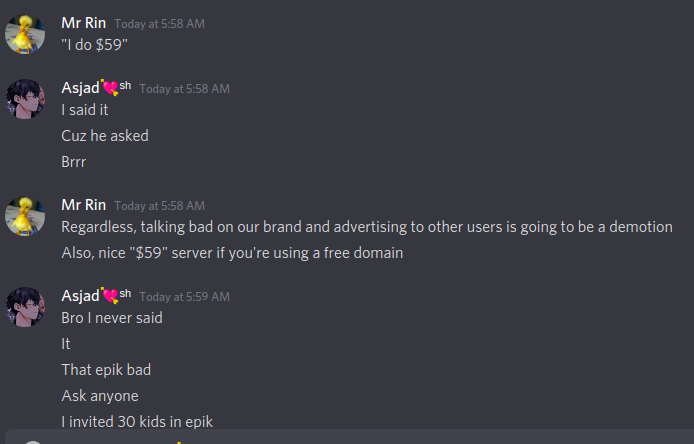 Mr Rin Today at 5:58 AM
"I do $59"
Asjad💘sh Today at 5:58 AM
I said it
Cuz he asked
Brrr
Mr Rin Today at 5:58 AM
Regardless, talking bad on our brand and advertising to other users is going to be a demotion
Also, nice "$59" server if you're using a free domain
Asjad💘sh Today at 5:59 AM
Bro I never said
It
That epik bad
Ask anyone
I invited 30 kids in epik